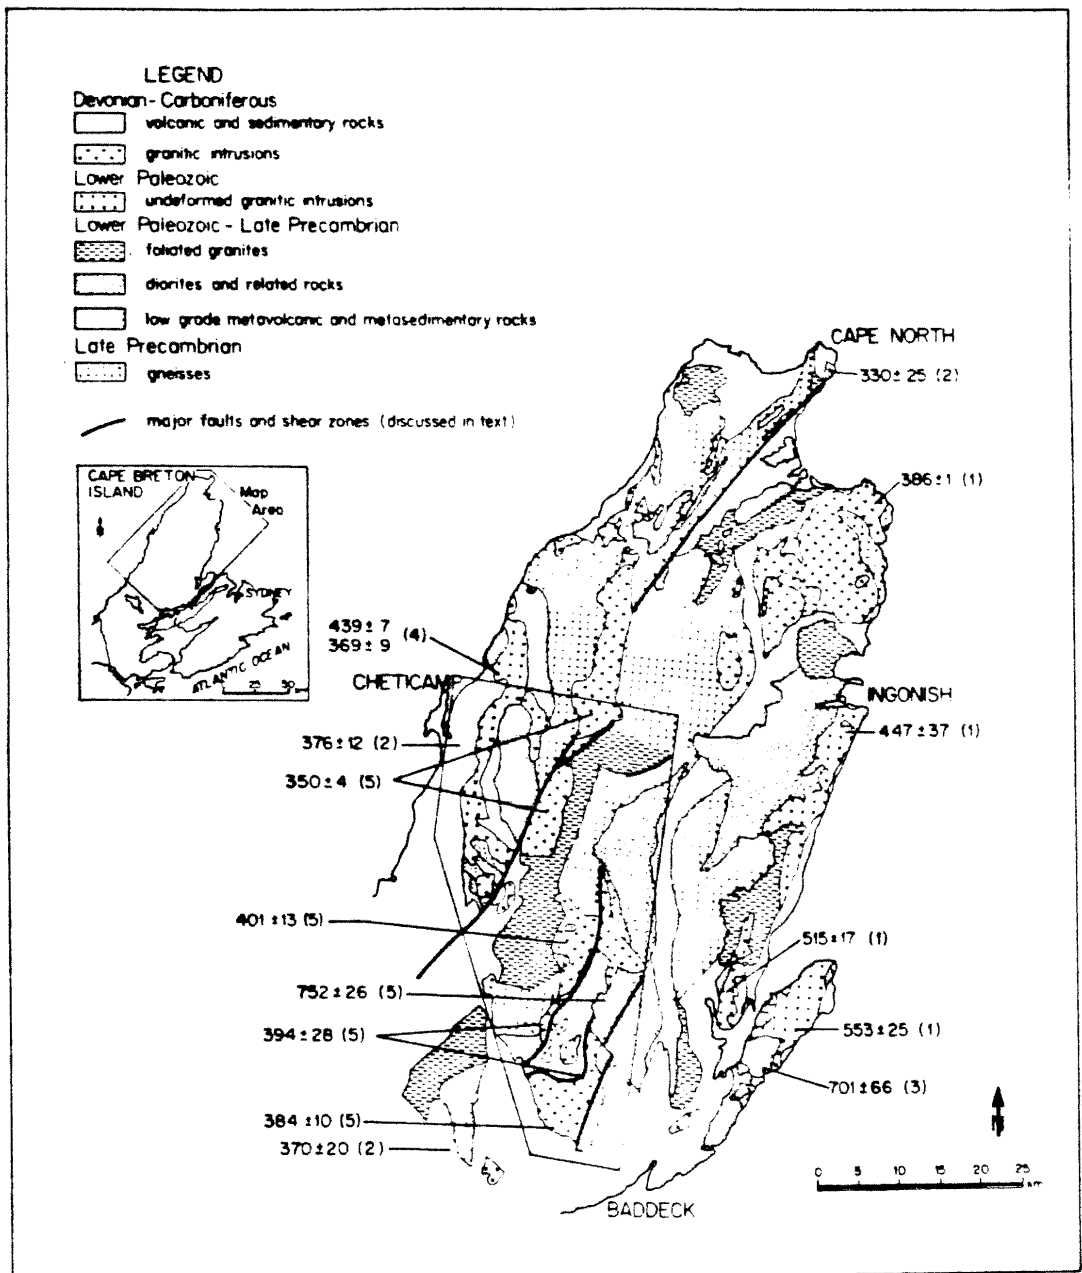 LEGEND
Devonian - Carboniferous
volcanic and sedimentary rocks
granitic intrusions
Lower Paleozoic
undeformed granitic intrusions
Lower Paleozoic - Late Precambrian
foliated granites
diorites and related rocks
low grade metavolcanic and metasedimentary rocks
Late Precambrian
gneisses
major faults and shear zones (discussed in text)
CAPE BRETON
ISLAND
Map
Area
SYDNEY
ATLANTIC OCEAN
25
CAPE NORTH
330±25 (2)
386±1 (1)
439±7 (4)
369±9
CHETICAMP
INGONISH
447±37 (1)
376±12 (2)
350±4 (5)
401±13 (5)
515±17 (1)
752±26 (5)
394±28 (5)
553±25 (1)
701±66 (3)
384±10 (5)
370±20 (2)
N
0 5 10 15 20 25
km
BADDECK